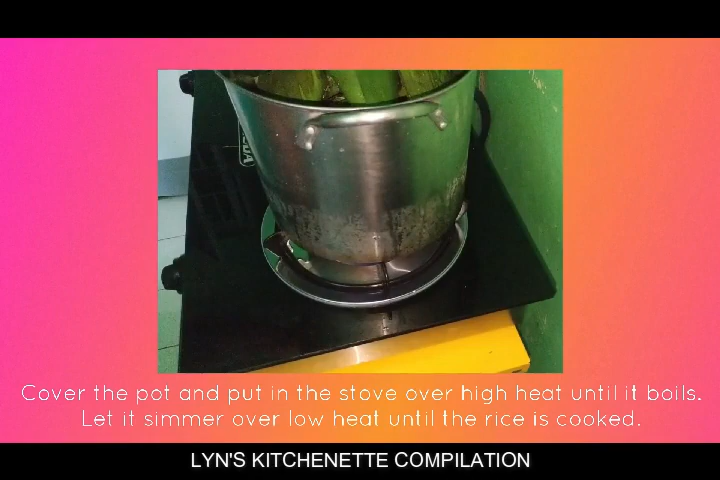 Cover the pot and put in the stove over high heat until it boils.
Let it simmer over low heat until the rice is cooked.
LYN'S KITCHENETTE COMPILATION